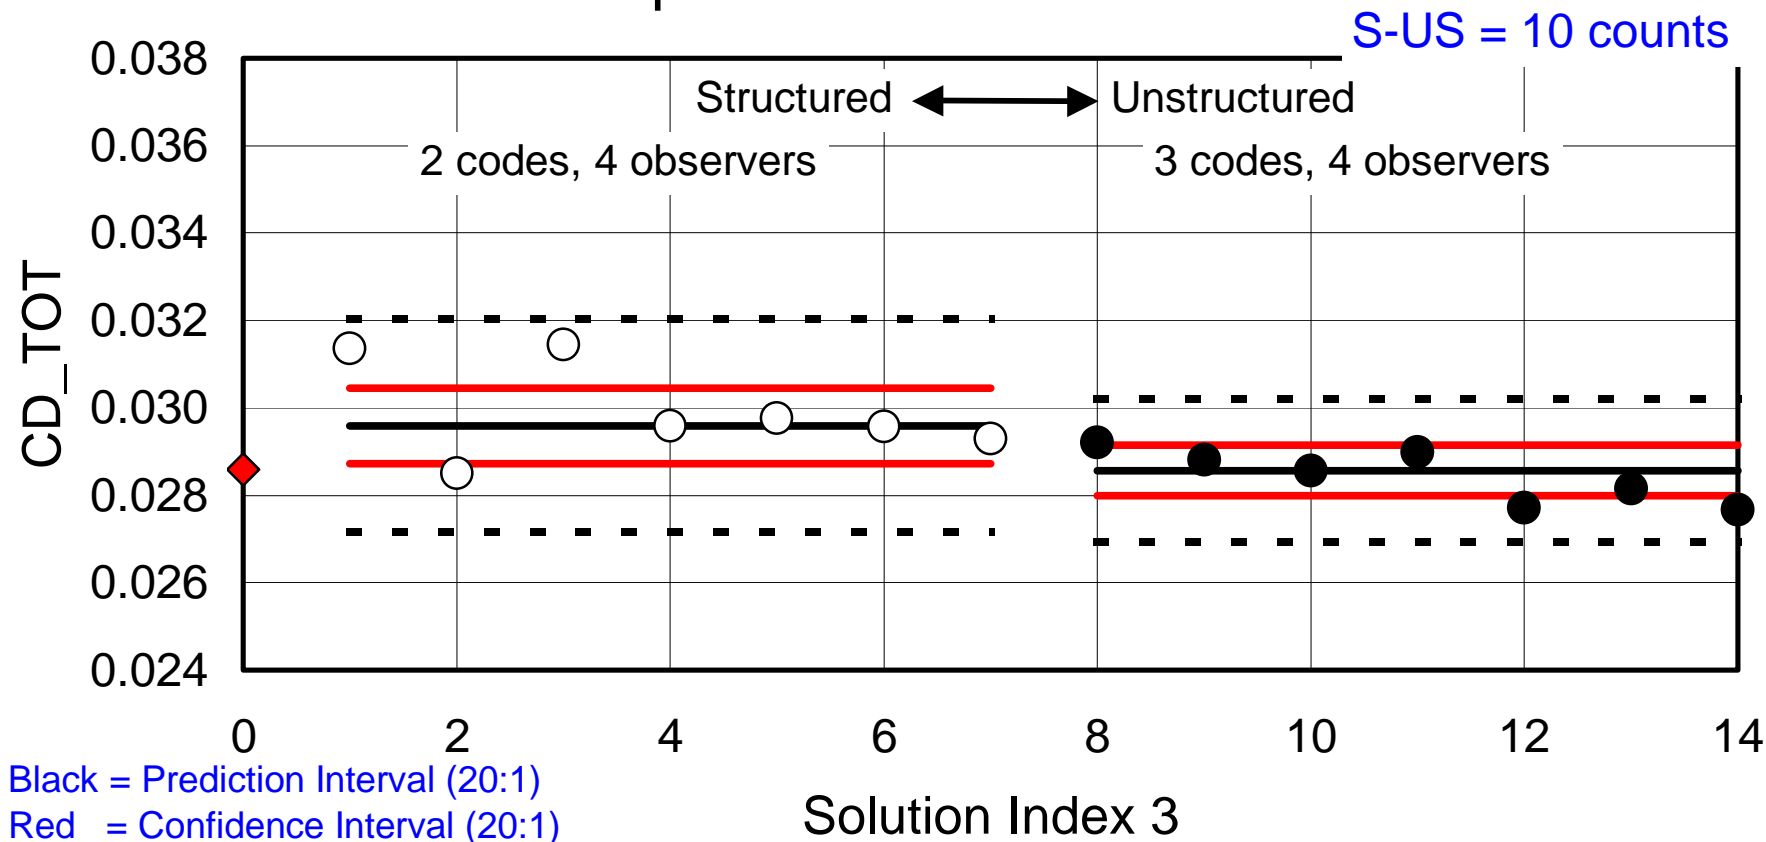 S-US = 10 counts
0.038
Structured
Unstructured
0.036
2 codes, 4 observers
3 codes, 4 observers
0.034
0.032
0.030
0.028
0.026
0.024
CD_TOT
0 2 4 6 8 10 12 14
Black = Prediction Interval (20:1)
Red = Confidence Interval (20:1)
Solution Index 3